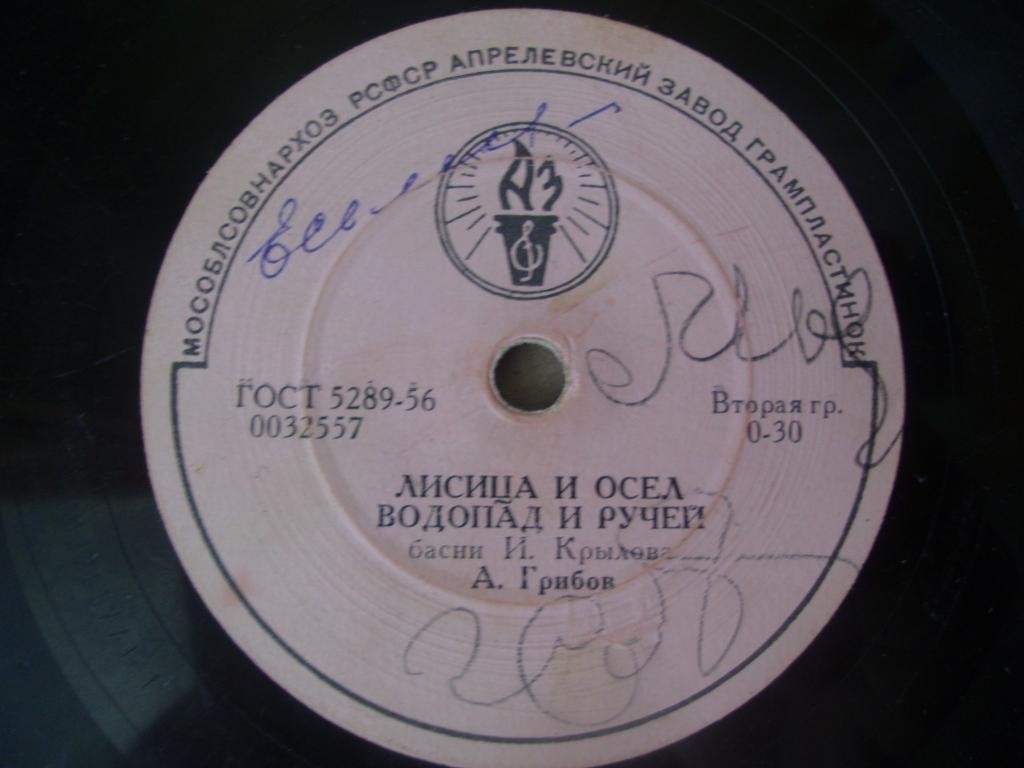 МОСОБЛСОВНАРХОЗ РСФСР АПРЕЛЕВСКИЙ ЗАВОД ГРАМПЛАСТИНОК
АЗ
ГОСТ 5289-56
0032557
Вторая гр.
0-30
ЛИСИЦА И ОСЕЛ
ВОДОПАД И РУЧЕЙ
басни И. Крылова
А. Грибов